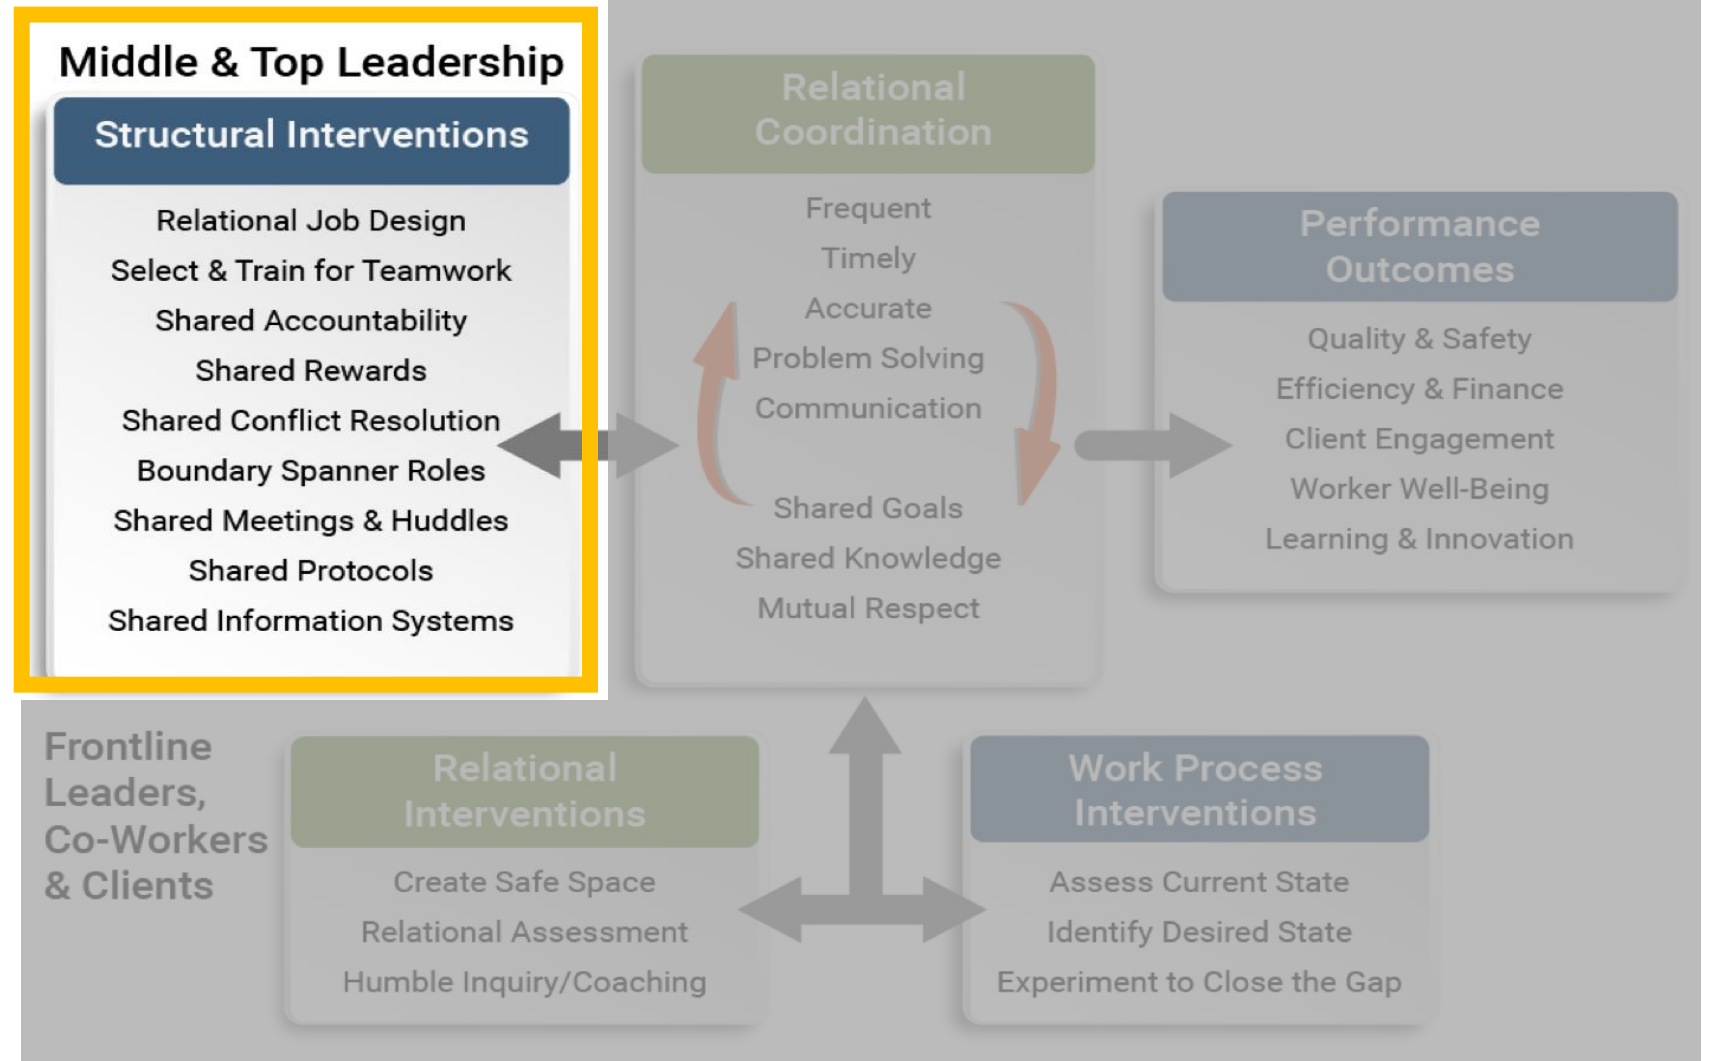 Middle & Top Leadership
Structural Interventions
Relational Job Design
Select & Train for Teamwork
Shared Accountability
Shared Rewards
Shared Conflict Resolution
Boundary Spanner Roles
Shared Meetings & Huddles
Shared Protocols
Shared Information Systems
Relational
Coordination
Frequent
Timely
Accurate
Problem Solving
Communication
Shared Goals
Shared Knowledge
Mutual Respect
Performance
Outcomes
Quality & Safety
Efficiency & Finance
Client Engagement
Worker Well-Being
Learning & Innovation
Frontline
Leaders,
Co-Workers
& Clients
Relational
Interventions
Create Safe Space
Relational Assessment
Humble Inquiry/Coaching
Work Process
Interventions
Assess Current State
Identify Desired State
Experiment to Close the Gap